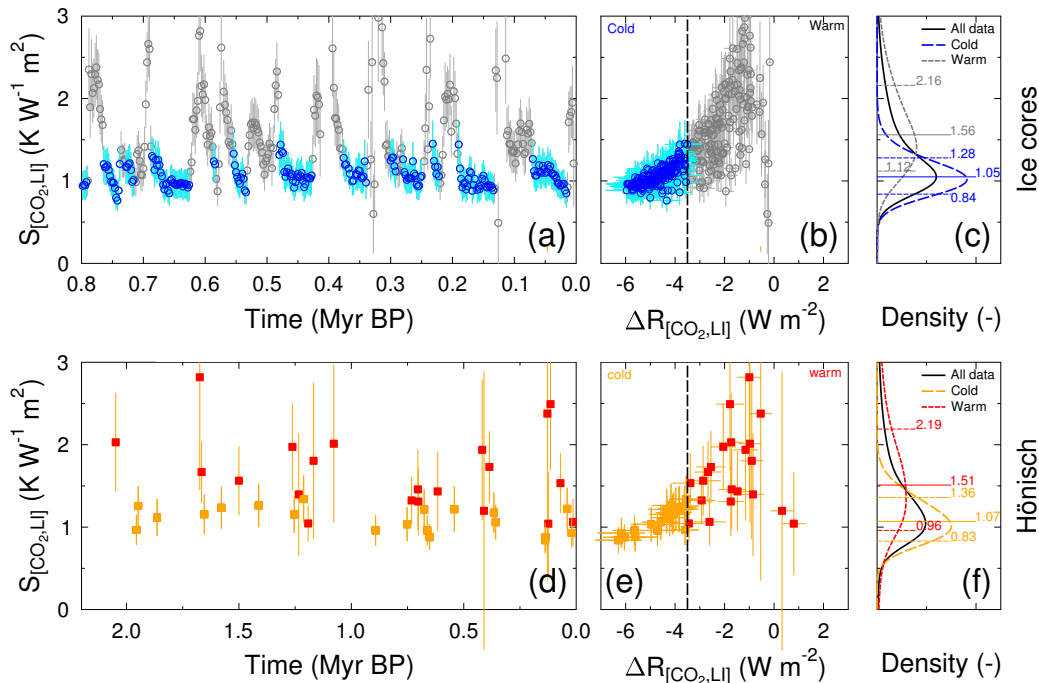 3
2
1
0
S[CO2,LI] (K W-1 m2)
0.8 0.7 0.6 0.5 0.4 0.3 0.2 0.1 0.0
Time (Myr BP)
(a)
Cold
Warm
(b)
-6 -4 -2 0 2
ΔR[CO2,LI] (W m-2)
All data
Cold
Warm
2.16
1.56
1.28
1.12
1.05
0.84
(c)
Density (-)
Ice cores
3
2
1
0
S[CO2,LI] (K W-1 m2)
2.0 1.5 1.0 0.5 0.0
Time (Myr BP)
(d)
cold
warm
(e)
-6 -4 -2 0 2
ΔR[CO2,LI] (W m-2)
All data
Cold
Warm
2.19
1.51
1.36
1.07
0.96
0.83
(f)
Density (-)
Hönisch